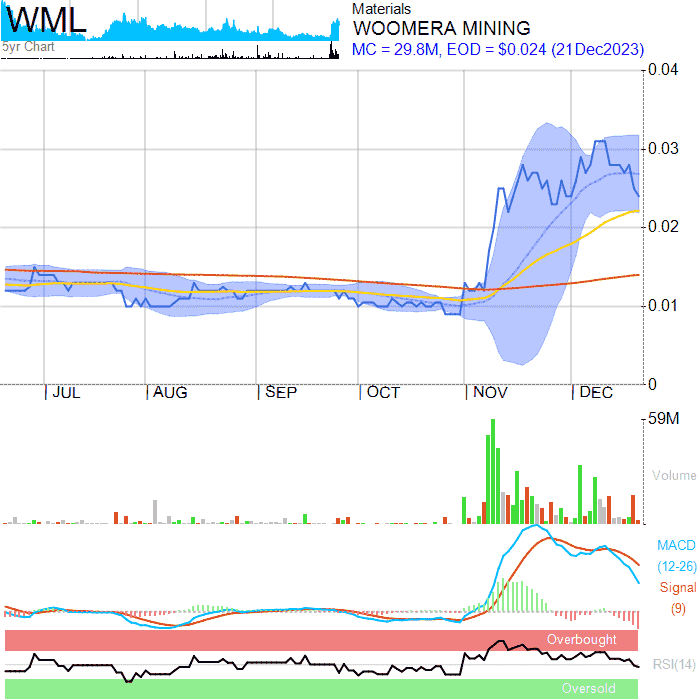 WML
5yr Chart
Materials
WOOMERA MINING
MC = 29.8M, EOD = $0.024 (21Dec2023)
0.04
0.03
0.02
0.01
0
JUL AUG SEP OCT NOV DEC
59M
Volume
MACD
(12-26)
Signal
(9)
Overbought
RSI(14)
Oversold